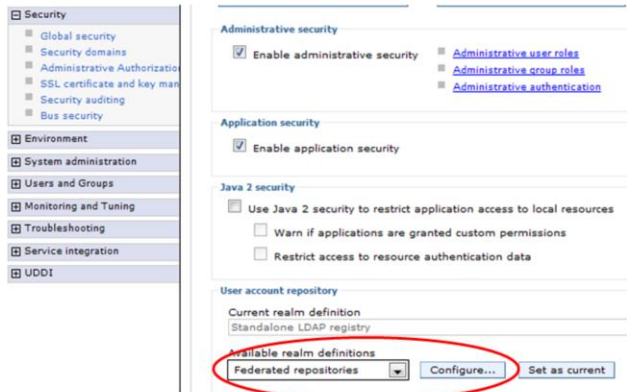 Security
Global security
Security domains
Administrative Authorizatio
SSL certificate and key man
Security auditing
Bus security
Environment
System administration
Users and Groups
Monitoring and Tuning
Troubleshooting
Service integration
UDDI
Administrative security
Enable administrative security
Administrative user roles
Administrative group roles
Administrative authentication
Application security
Enable application security
Java 2 security
Use Java 2 security to restrict application access to local resources
Warn if applications are granted custom permissions
Restrict access to resource authentication data
User account repository
Current realm definition
Standalone LDAP registry
Available realm definitions
Federated repositories Configure... Set as current